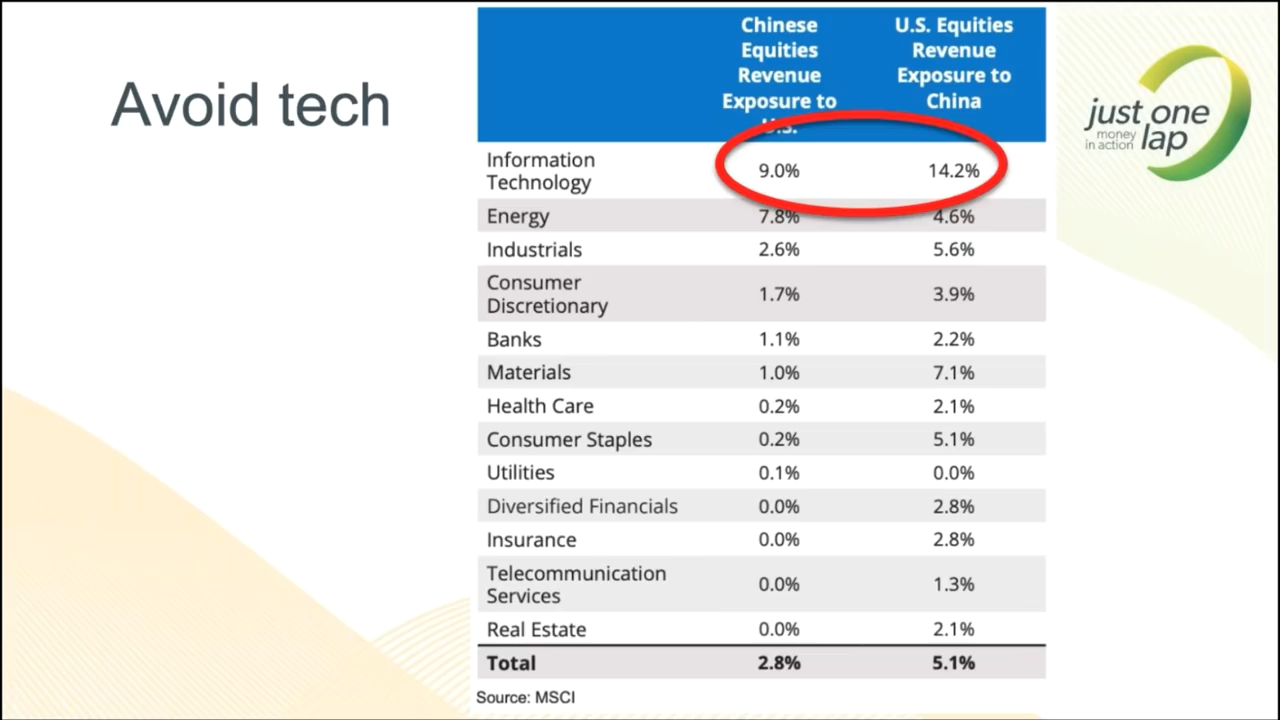 Avoid tech
Chinese Equities Revenue Exposure to U.S. U.S. Equities Revenue Exposure to China
Information Technology 9.0% 14.2%
Energy 7.8% 4.6%
Industrials 2.6% 5.6%
Consumer Discretionary 1.7% 3.9%
Banks 1.1% 2.2%
Materials 1.0% 7.1%
Health Care 0.2% 2.1%
Consumer Staples 0.2% 5.1%
Utilities 0.1% 0.0%
Diversified Financials 0.0% 2.8%
Insurance 0.0% 2.8%
Telecommunication Services 0.0% 1.3%
Real Estate 0.0% 2.1%
Total 2.8% 5.1%
Source: MSCI
just one
money lap
in action